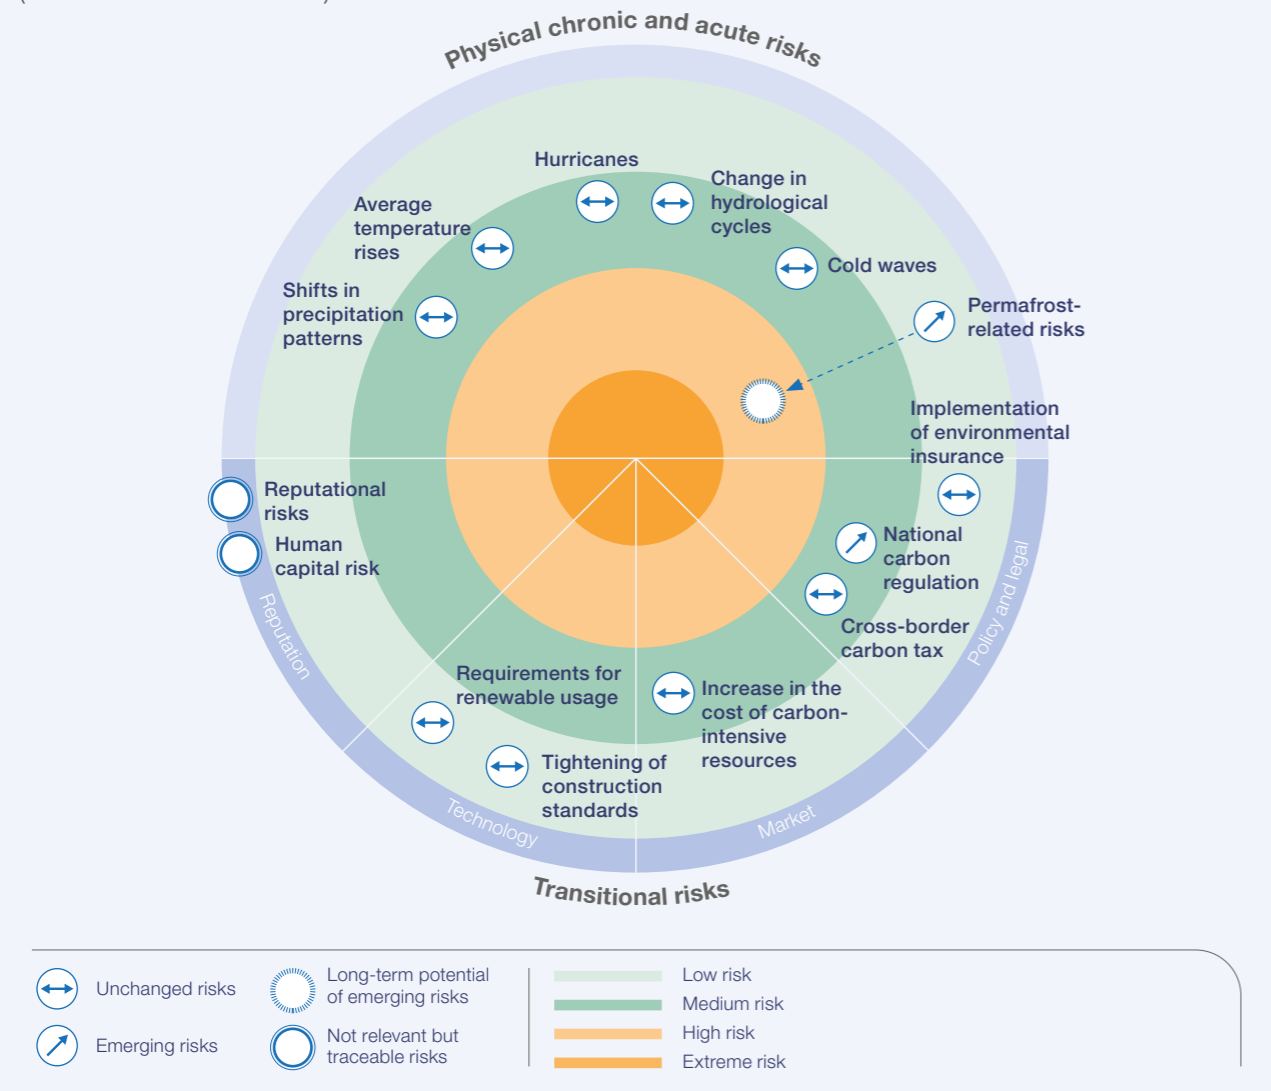 Physical chronic and acute risks
Hurricanes
Change in
hydrological
cycles
Average
temperature
rises
Cold waves
Shifts in
precipitation
patterns
Permafrost-
related risks
Implementation
of environmental
insurance
Reputational
risks
Human
capital risk
National
carbon
regulation
Cross-border
carbon tax
Reputation
Policy and legal
Requirements for
renewable usage
Increase in the
cost of carbon-
intensive
resources
Tightening of
construction
standards
Technology
Market
Transitional risks
Unchanged risks
Emerging risks
Long-term potential
of emerging risks
Not relevant but
traceable risks
Low risk
Medium risk
High risk
Extreme risk